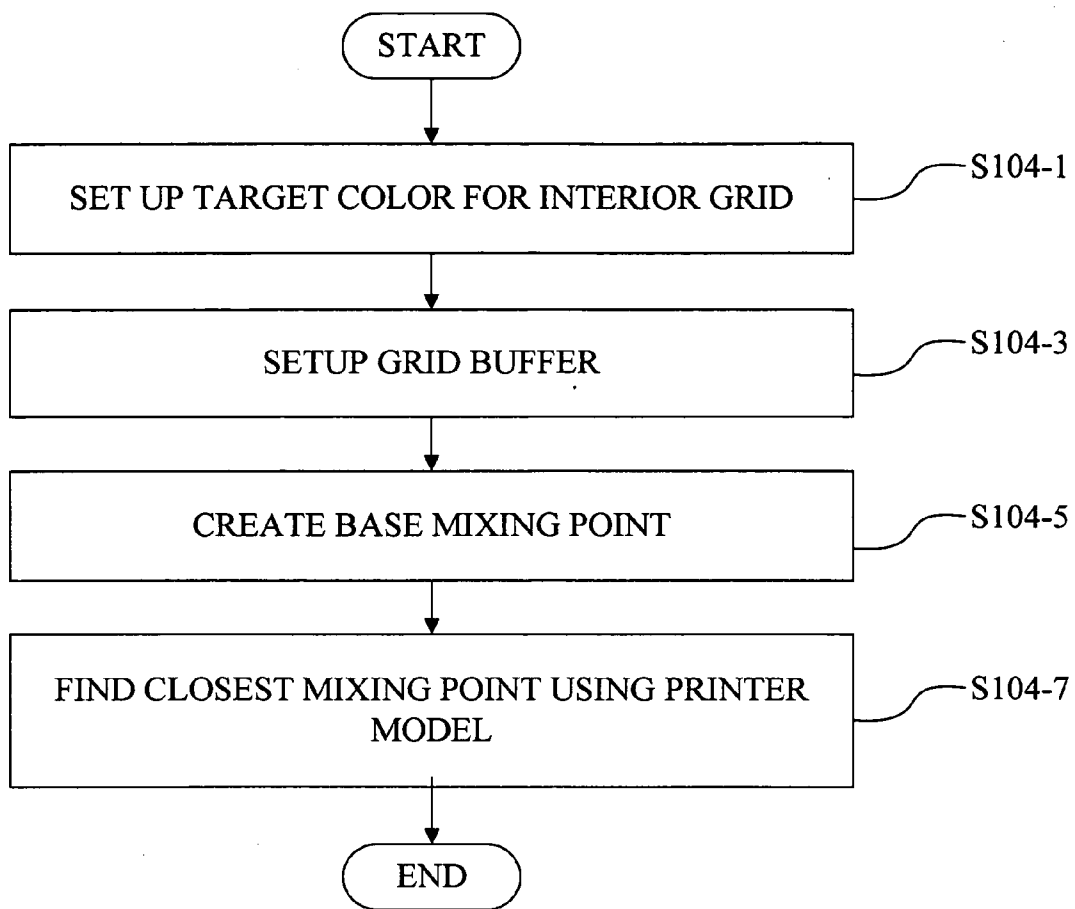 START
SET UP TARGET COLOR FOR INTERIOR GRID
S104-1
SETUP GRID BUFFER
S104-3
CREATE BASE MIXING POINT
S104-5
FIND CLOSEST MIXING POINT USING PRINTER
MODEL
S104-7
END